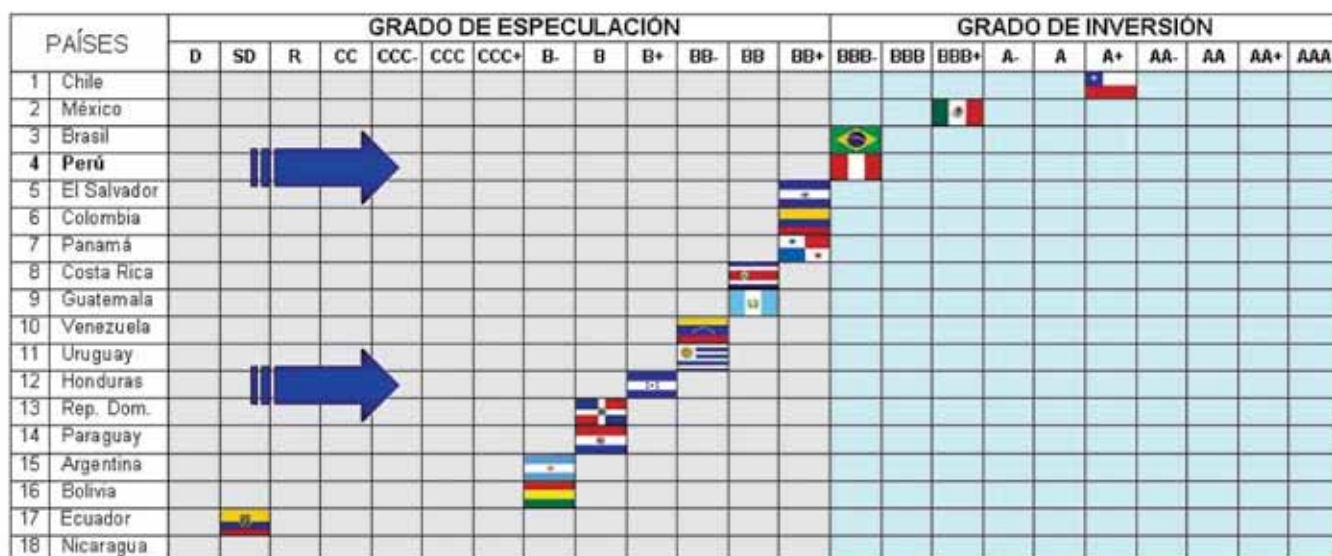 PAÍSES GRADO DE ESPECULACIÓN GRADO DE INVERSIÓN
D SD R CC CCC- CCC CCC+ B- B B+ BB- BB BB+ BBB- BBB BBB+ A- A A+ AA- AA AA+ AAA
1 Chile
2 México
3 Brasil
4 Perú
5 El Salvador
6 Colombia
7 Panamá
8 Costa Rica
9 Guatemala
10 Venezuela
11 Uruguay
12 Honduras
13 Rep. Dom.
14 Paraguay
15 Argentina
16 Bolivia
17 Ecuador
18 Nicaragua